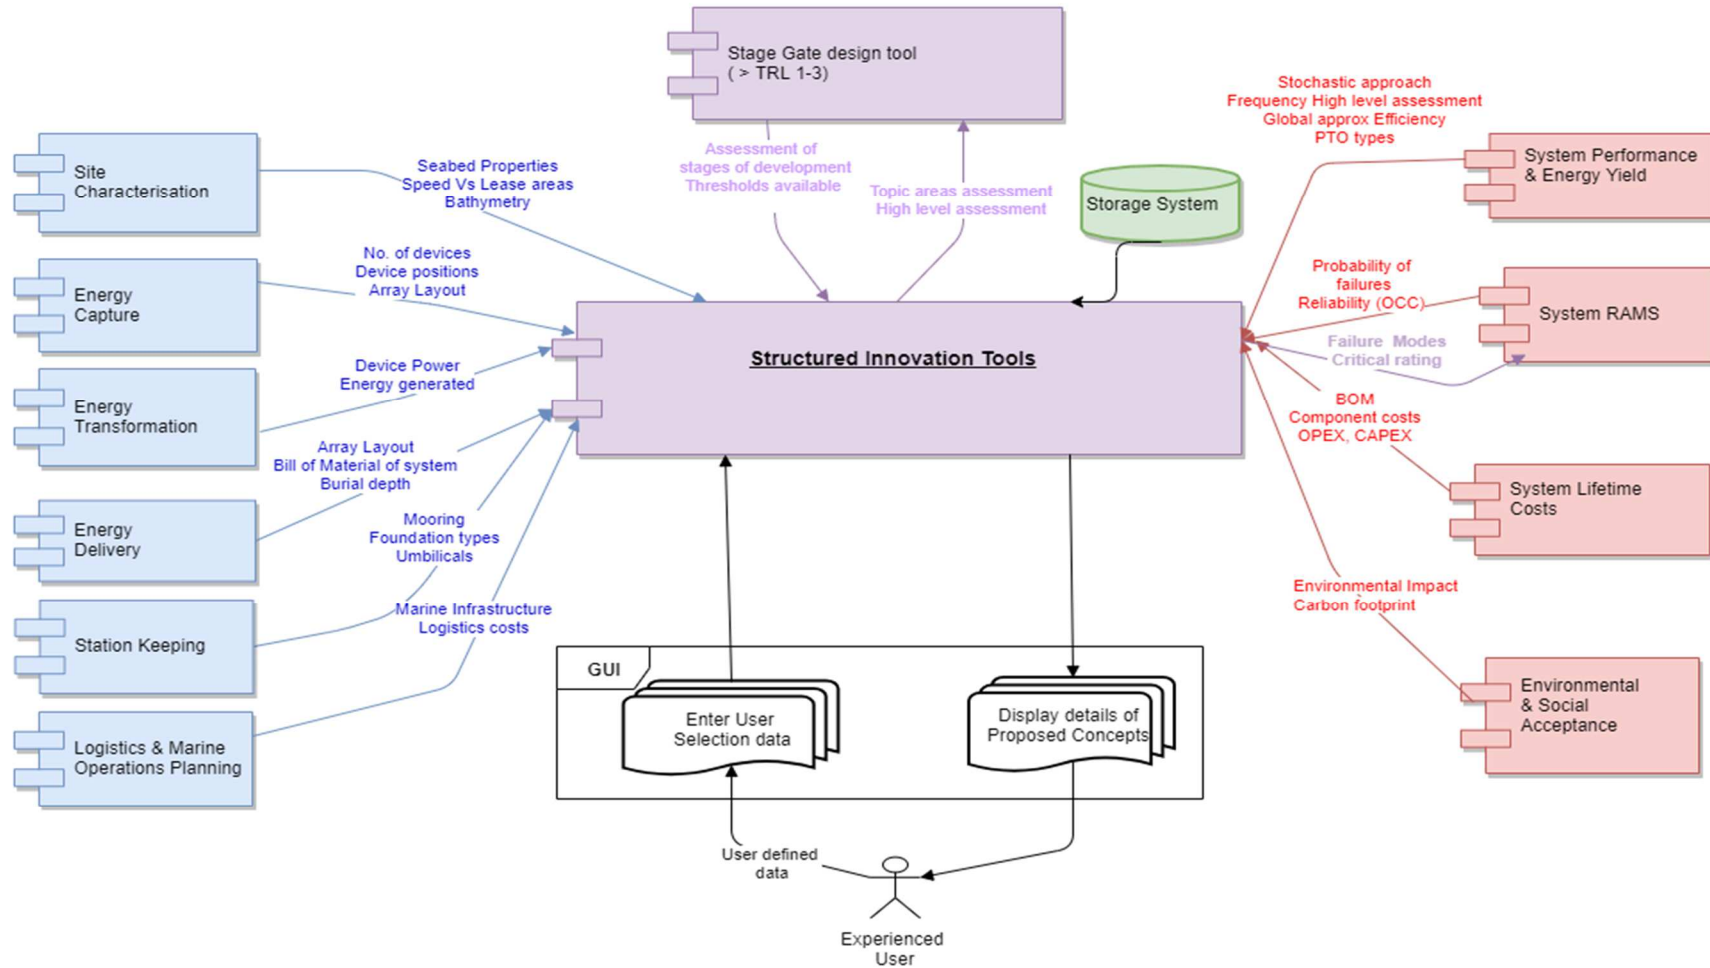 Stage Gate design tool
( > TRL 1-3)
Site
Characterisation
Energy
Capture
Energy
Transformation
Energy
Delivery
Station Keeping
Logistics & Marine
Operations Planning
Seabed Properties
Speed Vs Lease areas
Bathymetry
No. of devices
Device positions
Array Layout
Device Power
Energy generated
Array Layout
Bill of Material of system
Burial depth
Mooring
Foundation types
Umbilicals
Marine Infrastructure
Logistics costs
Assessment of
stages of development
Thresholds available
Topic areas assessment
High level assessment
Storage System
Structured Innovation Tools
Stochastic approach
Frequency High level assessment
Global approx Efficiency
PTO types
Probability of
failures
Reliability (OCC)
Failure Modes
Critical rating
BOM
Component costs
OPEX, CAPEX
Environmental Impact
Carbon footprint
System Performance
& Energy Yield
System RAMS
System Lifetime
Costs
Environmental
& Social
Acceptance
GUI
Enter User
Selection data
Display details of
Proposed Concepts
User defined
data
Experienced
User